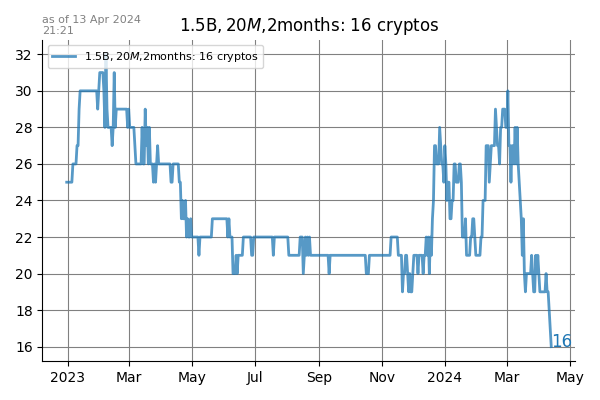 as of 13 Apr 2024
21:21
1.5B, 20M,2months: 16 cryptos
1.5B, 20M,2months: 16 cryptos
32
30
28
26
24
22
20
18
16
16
2023 Mar May Jul Sep Nov 2024 Mar May